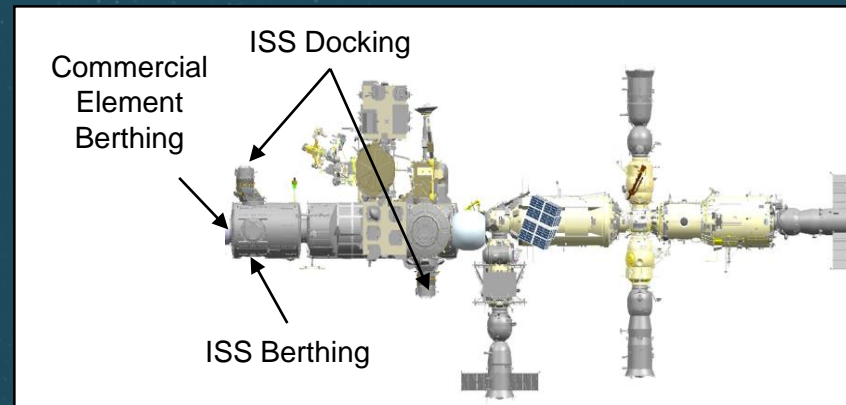 ISS Docking
Commercial
Element
Berthing
ISS Berthing